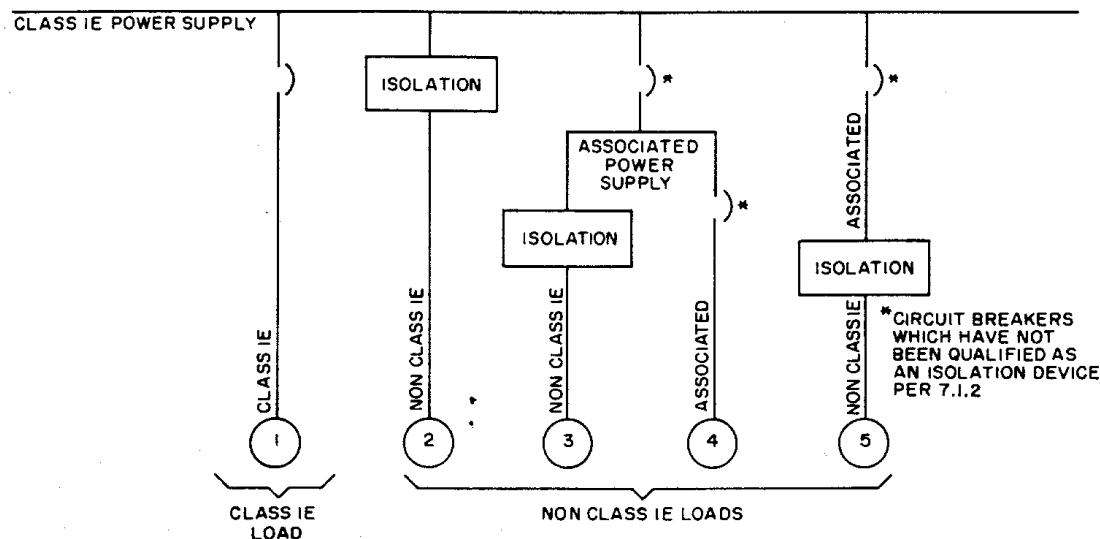 CLASS IE POWER SUPPLY
ISOLATION
*
*
ASSOCIATED
POWER
SUPPLY
*
ASSOCIATED
ISOLATION
ISOLATION
CLASS IE
NON CLASS IE
NON CLASS IE
ASSOCIATED
NON CLASS IE
*CIRCUIT BREAKERS
WHICH HAVE NOT
BEEN QUALIFIED AS
AN ISOLATION DEVICE
PER 7.1.2
1
2
3
4
5
CLASS IE
LOAD
NON CLASS IE LOADS